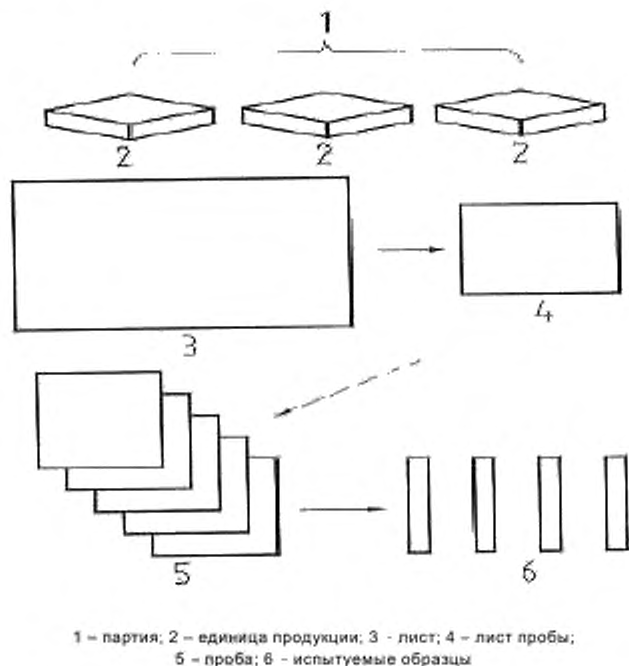 1
2 2 2
3
4
5
6
1 – партия; 2 – единица продукции; 3 - лист; 4 – лист пробы;
5 – проба; 6 - испытуемые образцы